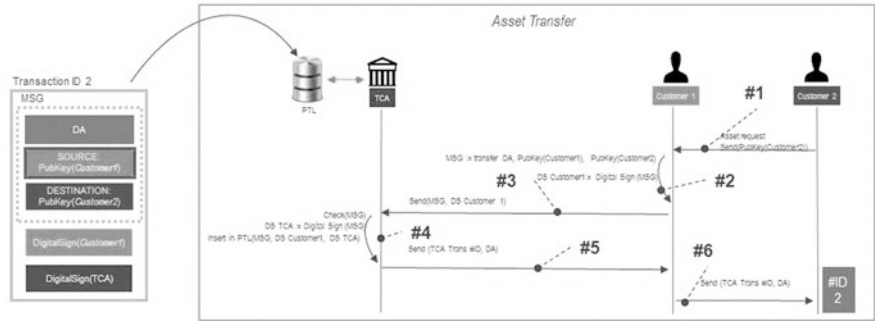 Asset Transfer
Transaction ID 2
MSG
DA
SOURCE:
PubKey(Customer1)
DESTINATION:
PubKey(Customer2)
DigitalSign(Customer1)
DigitalSign(TCA)
PTL
TCA
Customer 1
Customer 2
#1
Asset request
Send(PubKey(Customer2))
MSG := transfer DA, PubKey(Customer1), PubKey(Customer2)
#2
#3
DS Customer1:= Digital Sign (MSG)
Send(MSG, DS Customer 1)
Check(MSG)
DS TCA := Digital Sign (MSG)
Insert in PTL(MSG, DS Customer1, DS TCA)
#4
#5
Send (TCA Trans #ID, DA)
#6
Send (TCA Trans #ID, DA)
#ID
2